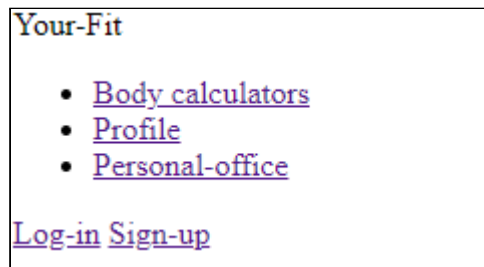 Your-Fit
Body calculators
Profile
Personal-office
Log-in Sign-up